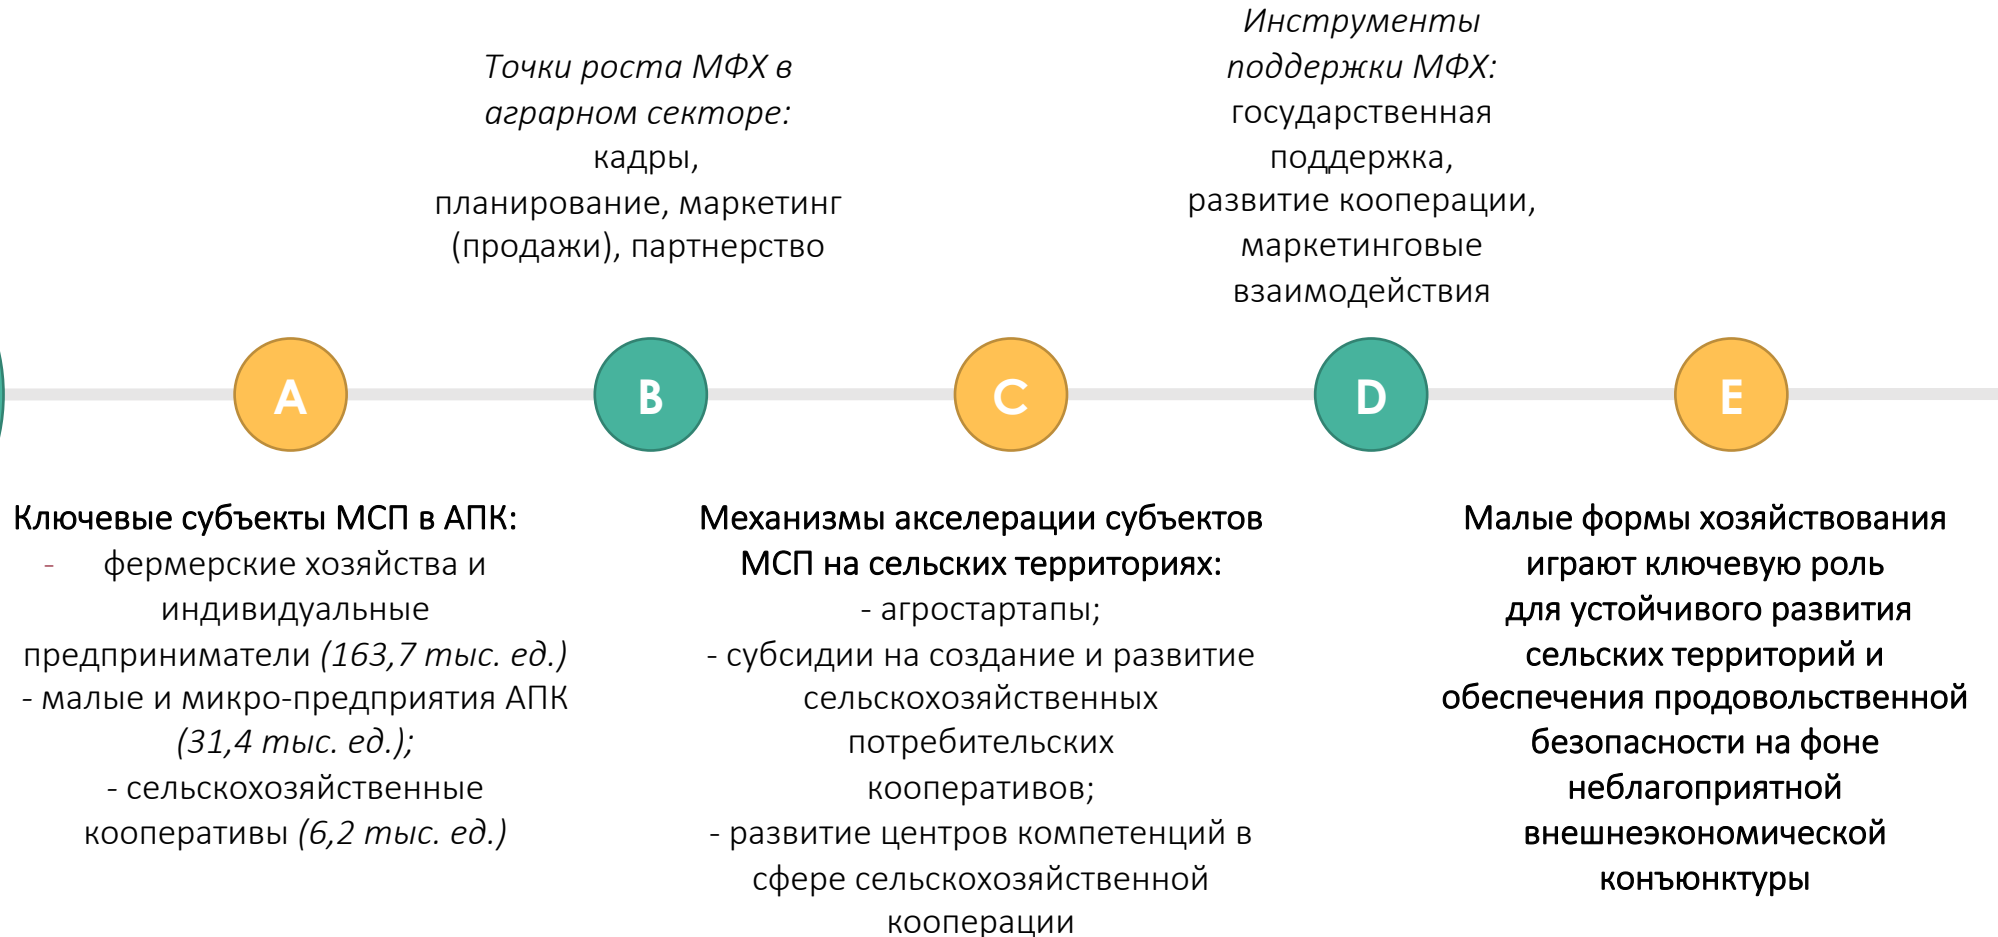 Точки роста МФХ в
аграрном секторе:
кадры,
планирование, маркетинг
(продажи), партнерство
Инструменты
поддержки МФХ:
государственная
поддержка,
развитие кооперации,
маркетинговые
взаимодействия
A
B
C
D
E
Ключевые субъекты МСП в АПК:
- фермерские хозяйства и
индивидуальные
предприниматели (163,7 тыс. ед.)
- малые и микро-предприятия АПК
(31,4 тыс. ед.);
- сельскохозяйственные
кооперативы (6,2 тыс. ед.)
Механизмы акселерации субъектов
МСП на сельских территориях:
- агростартапы;
- субсидии на создание и развитие
сельскохозяйственных
потребительских
кооперативов;
- развитие центров компетенций в
сфере сельскохозяйственной
кооперации
Малые формы хозяйствования
играют ключевую роль
для устойчивого развития
сельских территорий и
обеспечения продовольственной
безопасности на фоне
неблагоприятной
внешнеэкономической
конъюнктуры